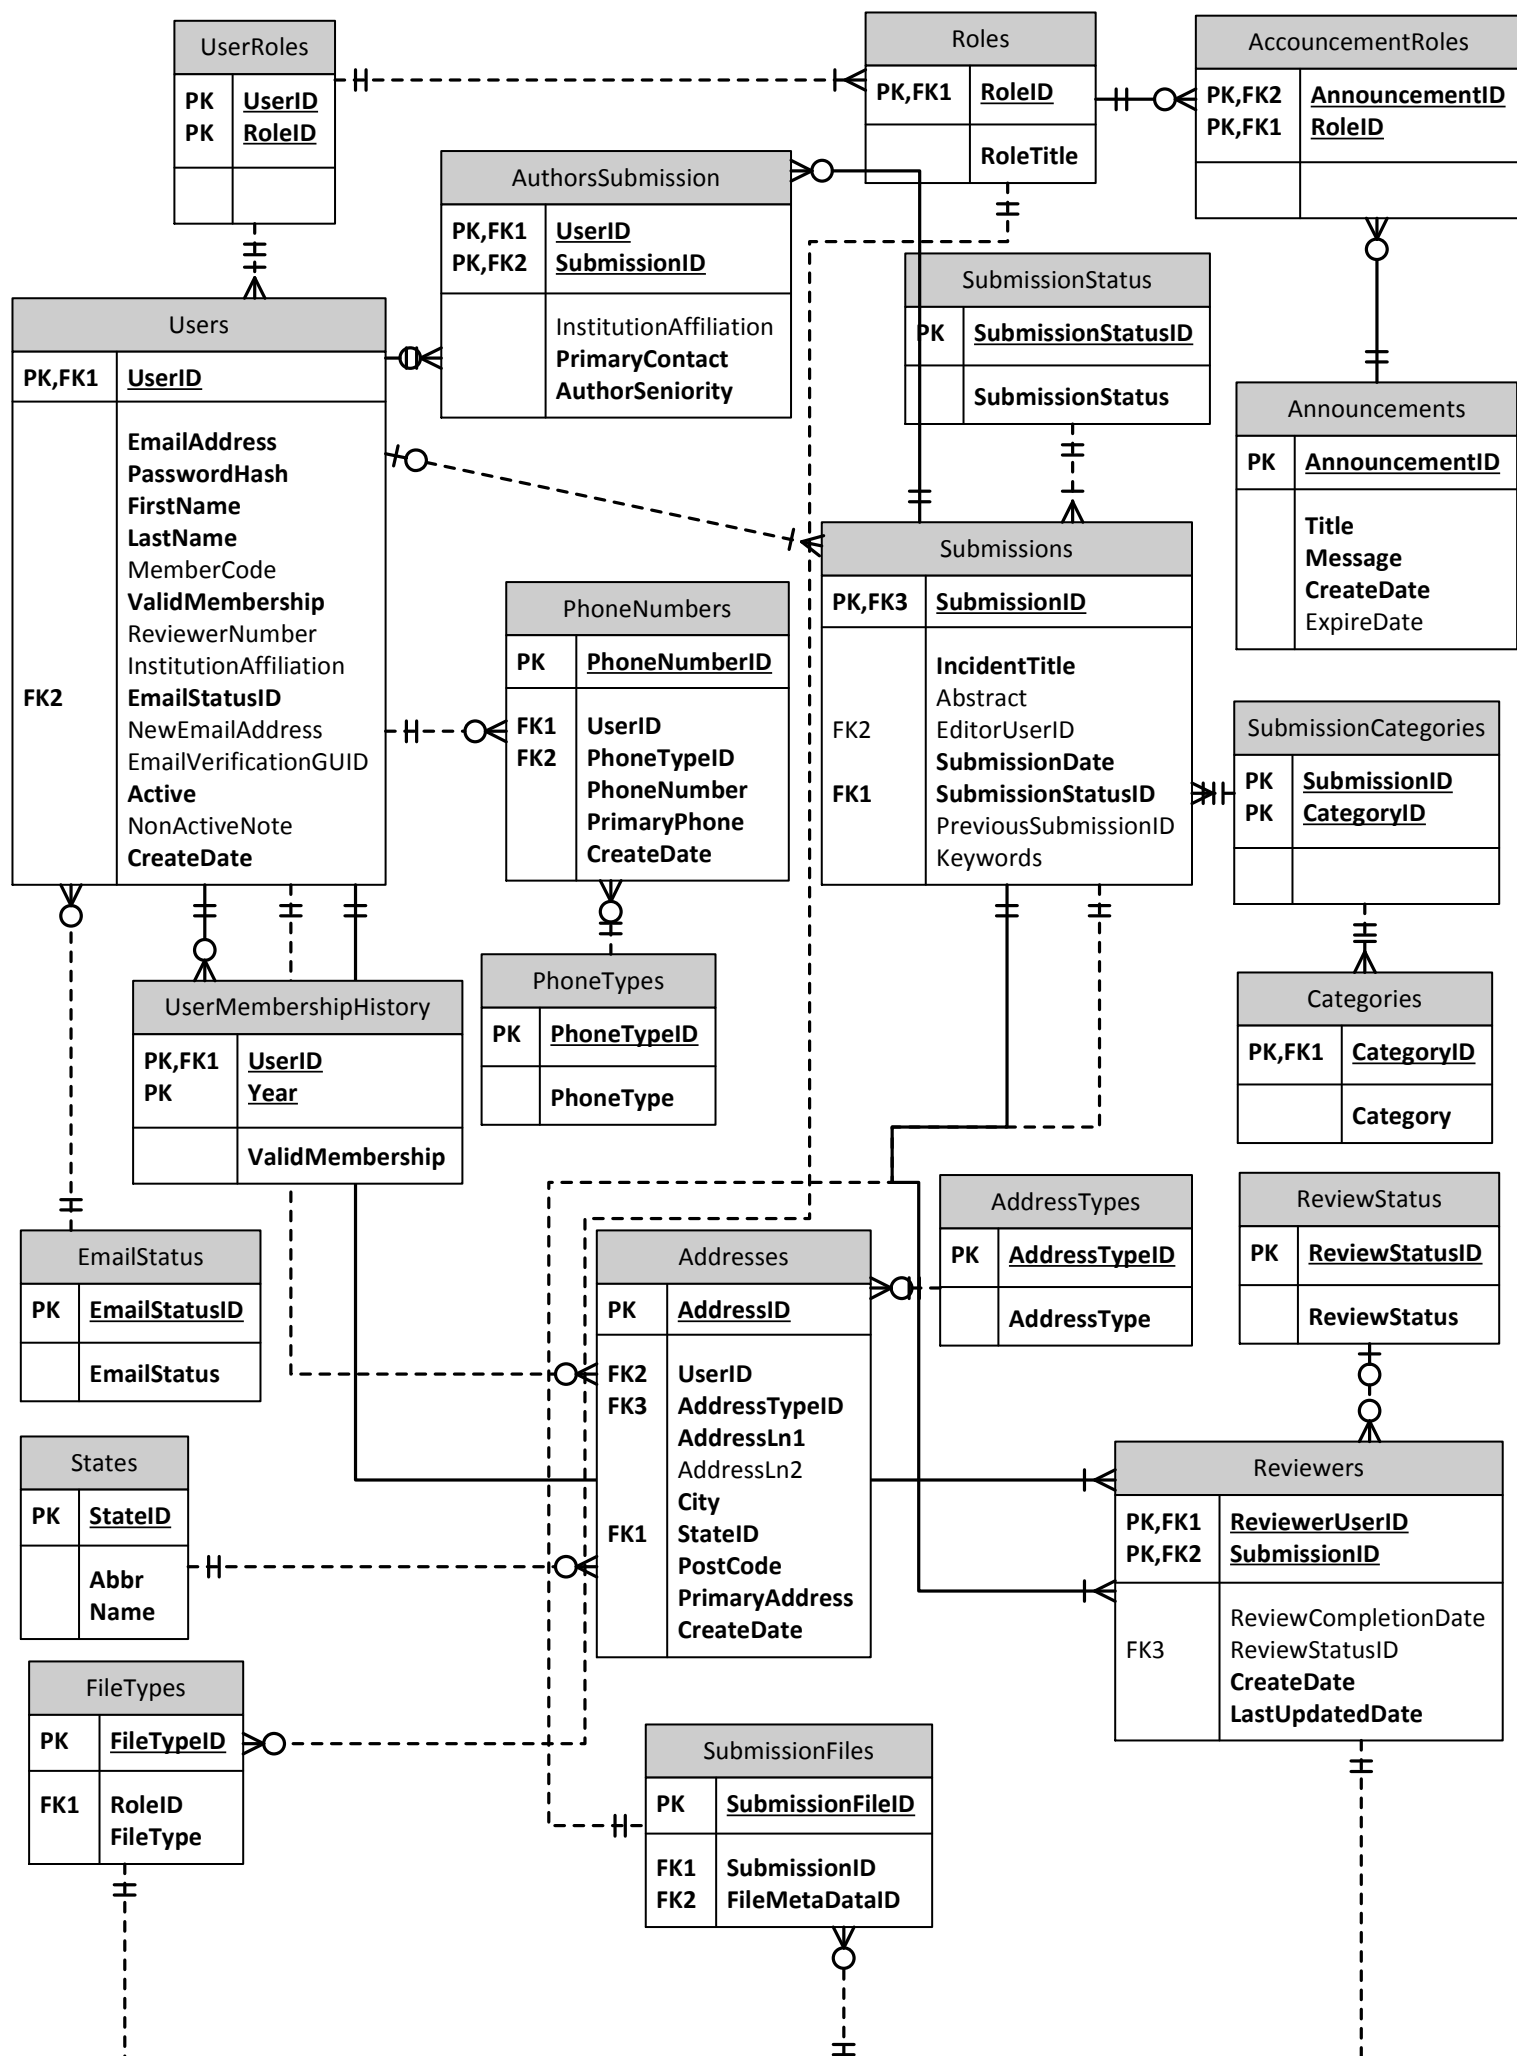 UserRoles
PK UserID
PK RoleID
Roles
PK,FK1 RoleID
RoleTitle
AccouncementRoles
PK,FK2 AnnouncementID
PK,FK1 RoleID
AuthorsSubmission
PK,FK1 UserID
PK,FK2 SubmissionID
InstitutionAffiliation
PrimaryContact
AuthorSeniority
SubmissionStatus
PK SubmissionStatusID
SubmissionStatus
Users
PK,FK1 UserID
EmailAddress
PasswordHash
FirstName
LastName
MemberCode
ValidMembership
ReviewerNumber
InstitutionAffiliation
FK2 EmailStatusID
NewEmailAddress
EmailVerificationGUID
Active
NonActiveNote
CreateDate
Announcements
PK AnnouncementID
Title
Message
CreateDate
ExpireDate
Submissions
PK,FK3 SubmissionID
IncidentTitle
Abstract
FK2 EditorUserID
SubmissionDate
FK1 SubmissionStatusID
PreviousSubmissionID
Keywords
PhoneNumbers
PK PhoneNumberID
FK1 UserID
FK2 PhoneTypeID
PhoneNumber
PrimaryPhone
CreateDate
SubmissionCategories
PK SubmissionID
PK CategoryID
PhoneTypes
PK PhoneTypeID
PhoneType
UserMembershipHistory
PK,FK1 UserID
PK Year
ValidMembership
Categories
PK,FK1 CategoryID
Category
AddressTypes
PK AddressTypeID
AddressType
ReviewStatus
PK ReviewStatusID
ReviewStatus
EmailStatus
PK EmailStatusID
EmailStatus
Addresses
PK AddressID
FK2 UserID
FK3 AddressTypeID
AddressLn1
AddressLn2
City
FK1 StateID
PostCode
PrimaryAddress
CreateDate
States
PK StateID
Abbr
Name
Reviewers
PK,FK1 ReviewerUserID
PK,FK2 SubmissionID
ReviewCompletionDate
FK3 ReviewStatusID
CreateDate
LastUpdatedDate
FileTypes
PK FileTypeID
FK1 RoleID
FileType
SubmissionFiles
PK SubmissionFileID
FK1 SubmissionID
FK2 FileMetaDataID